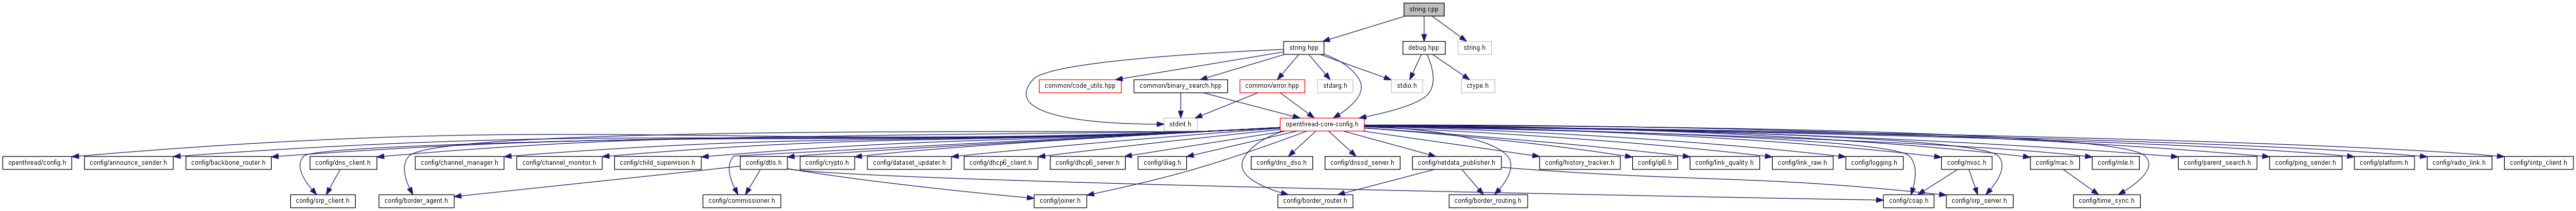 string.cpp
string.hpp
debug.hpp
string.h
common/code_utils.hpp
common/binary_search.hpp
common/error.hpp
stdarg.h
stdio.h
ctype.h
stdint.h
openthread-core-config.h
openthread/config.h
config/announce_sender.h
config/backbone_router.h
config/dns_client.h
config/channel_manager.h
config/channel_monitor.h
config/child_supervision.h
config/dtls.h
config/crypto.h
config/dataset_updater.h
config/dhcp6_client.h
config/dhcp6_server.h
config/diag.h
config/dns_dso.h
config/dnssd_server.h
config/netdata_publisher.h
config/history_tracker.h
config/ip6.h
config/link_quality.h
config/link_raw.h
config/logging.h
config/misc.h
config/mac.h
config/mle.h
config/parent_search.h
config/ping_sender.h
config/platform.h
config/radio_link.h
config/sntp_client.h
config/srp_client.h
config/border_agent.h
config/commissioner.h
config/joiner.h
config/border_router.h
config/border_routing.h
config/coap.h
config/srp_server.h
config/time_sync.h